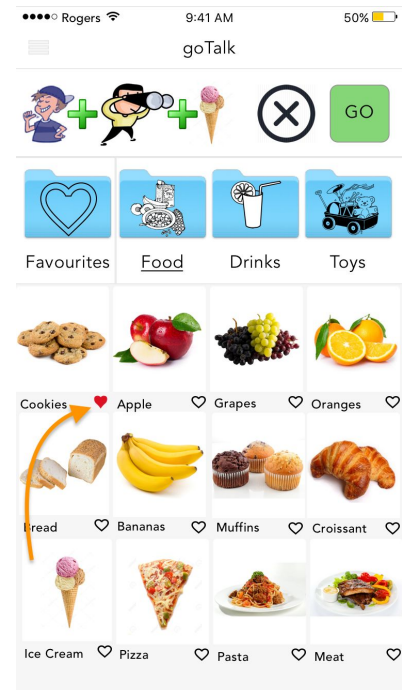 Rogers 9:41 AM 50%
goTalk
GO
Favourites Food Drinks Toys
Cookies Apple Grapes Oranges
Bread Bananas Muffins Croissant
Ice Cream Pizza Pasta Meat